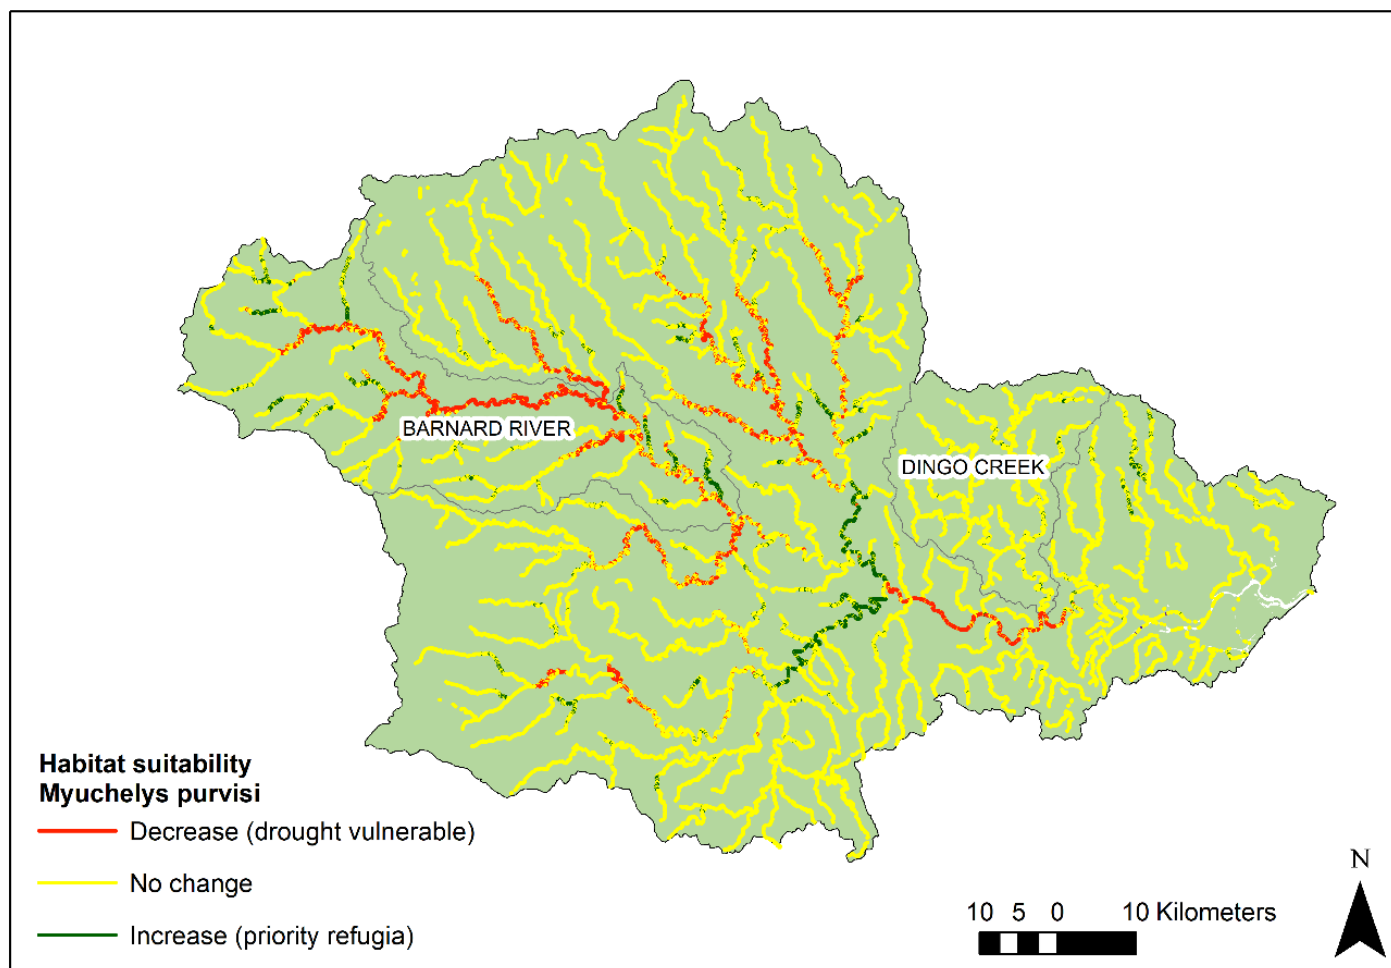 BARNARD RIVER
DINGO CREEK
Habitat suitability
Myuchelys purvisi
Decrease (drought vulnerable)
No change
Increase (priority refugia)
10 5 0 10 Kilometers
N